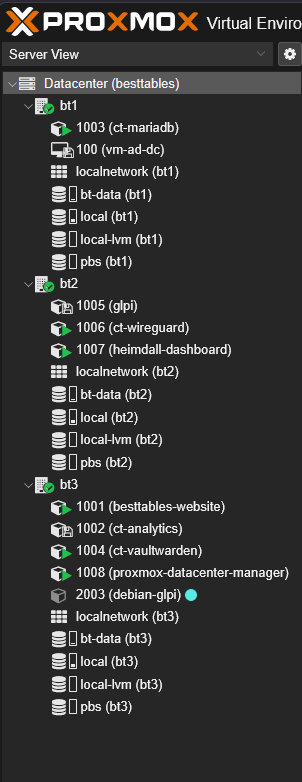 PROXMOX Virtual Enviro
Server View
Datacenter (besttables)
bt1
1003 (ct-mariadb)
100 (vm-ad-dc)
localnetwork (bt1)
bt-data (bt1)
local (bt1)
local-lvm (bt1)
pbs (bt1)
bt2
1005 (glpi)
1006 (ct-wireguard)
1007 (heimdall-dashboard)
localnetwork (bt2)
bt-data (bt2)
local (bt2)
local-lvm (bt2)
pbs (bt2)
bt3
1001 (besttables-website)
1002 (ct-analytics)
1004 (ct-vaultwarden)
1008 (proxmox-datacenter-manager)
2003 (debian-glpi)
localnetwork (bt3)
bt-data (bt3)
local (bt3)
local-lvm (bt3)
pbs (bt3)